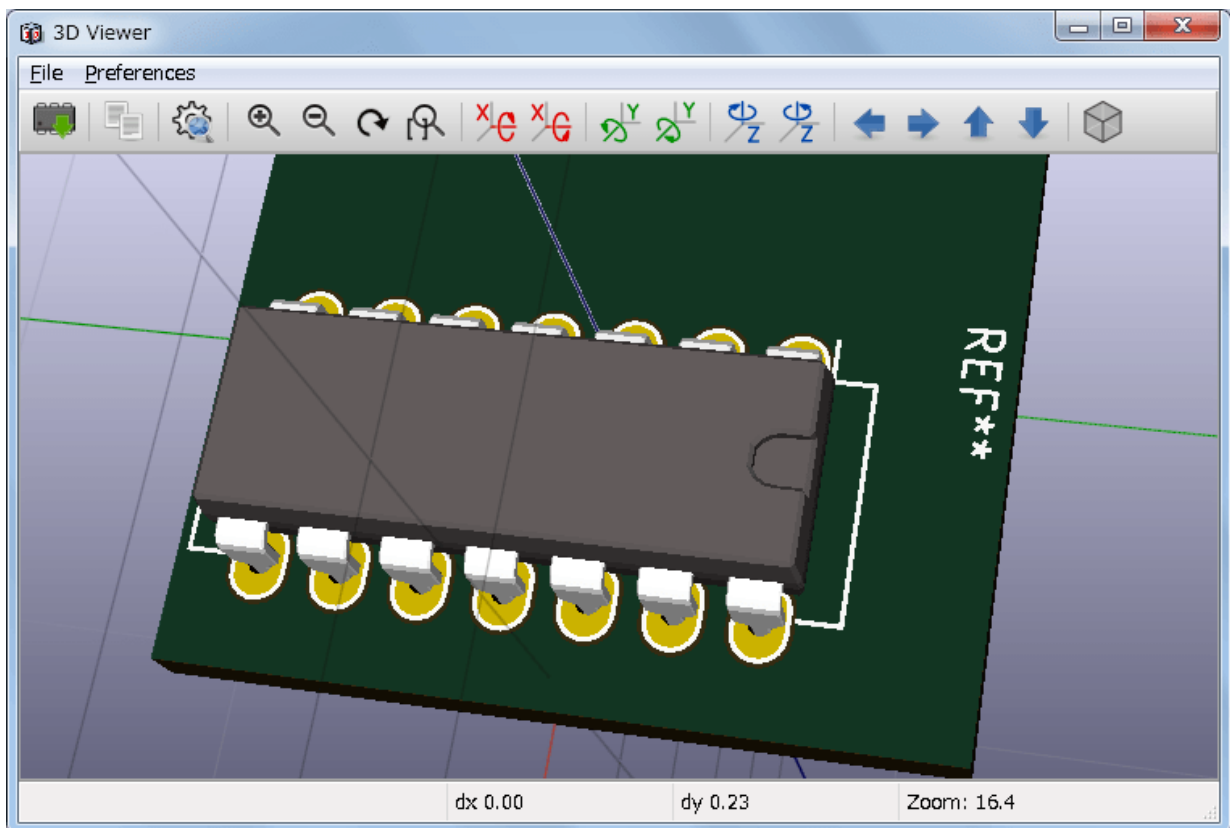 3D Viewer
File Preferences
X X Y Y Z Z
REF**
dx 0.00 dy 0.23 Zoom: 16.4